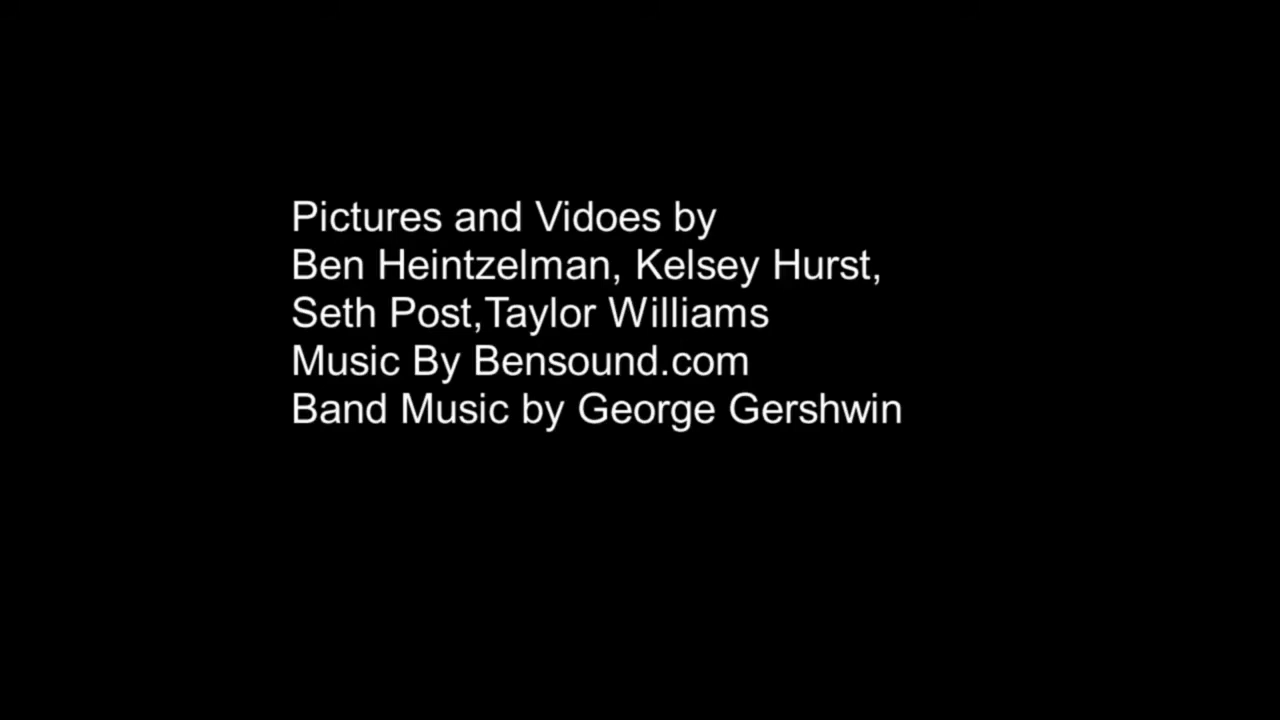 Pictures and Vidoes by
Ben Heintzelman, Kelsey Hurst,
Seth Post,Taylor Williams
Music By Bensound.com
Band Music by George Gershwin